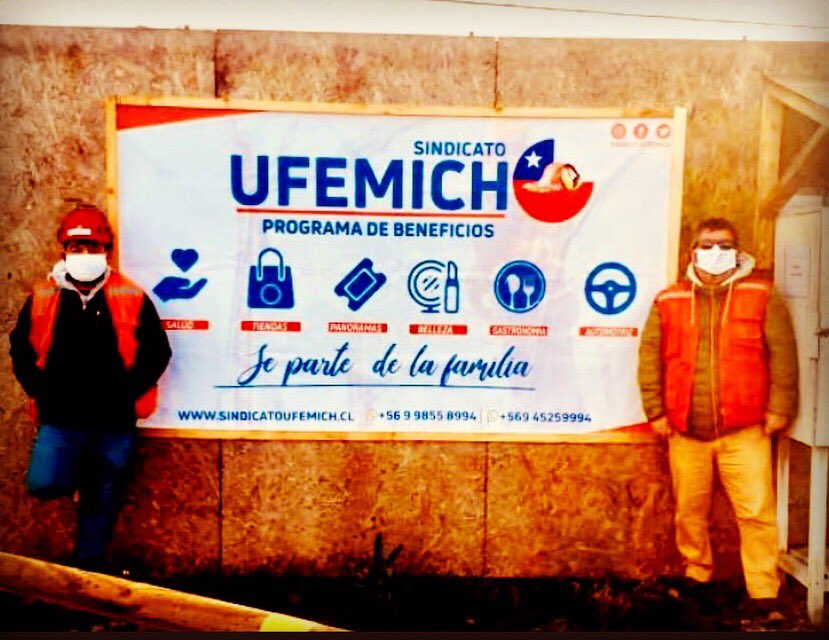 SINDICATO
UFEMICH
PROGRAMA DE BENEFICIOS
SALUD TIENDAS PANORAMAS BELLEZA GASTRONOMIA AUTOMOTRIZ
Se parte de la familia
WWW.SINDICATOUFEMICH.CL +56 9 9855 8994 +569 45259994